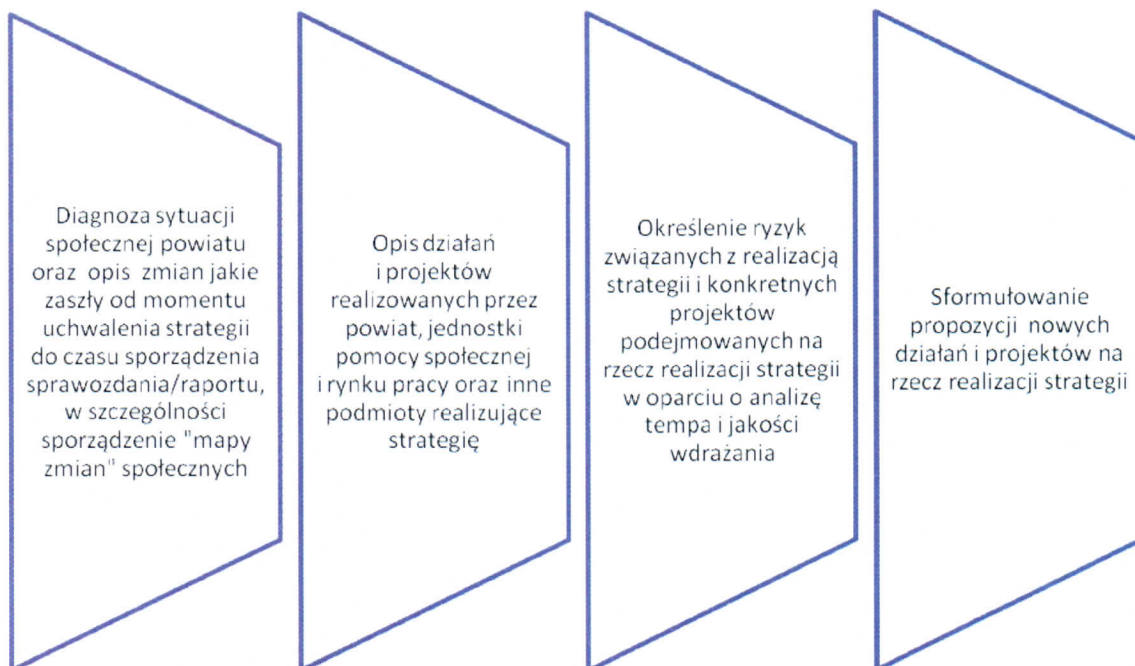 Diagnoza sytuacji
społecznej powiatu
oraz opis zmian jakie
zaszły od momentu
uchwalenia strategii
do czasu sporządzenia
sprawozdania/raportu,
w szczególności
sporządzenie "mapy
zmian" społecznych
Opis działań
i projektów
realizowanych przez
powiat, jednostki
pomocy społecznej
i rynku pracy oraz inne
podmioty realizujące
strategię
Określenie ryzyk
związanych z realizacją
strategii i konkretnych
projektów
podejmowanych na
rzecz realizacji strategii
w oparciu o analizę
tempa i jakości
wdrażania
Sformułowanie
propozycji nowych
działań i projektów na
rzecz realizacji strategii